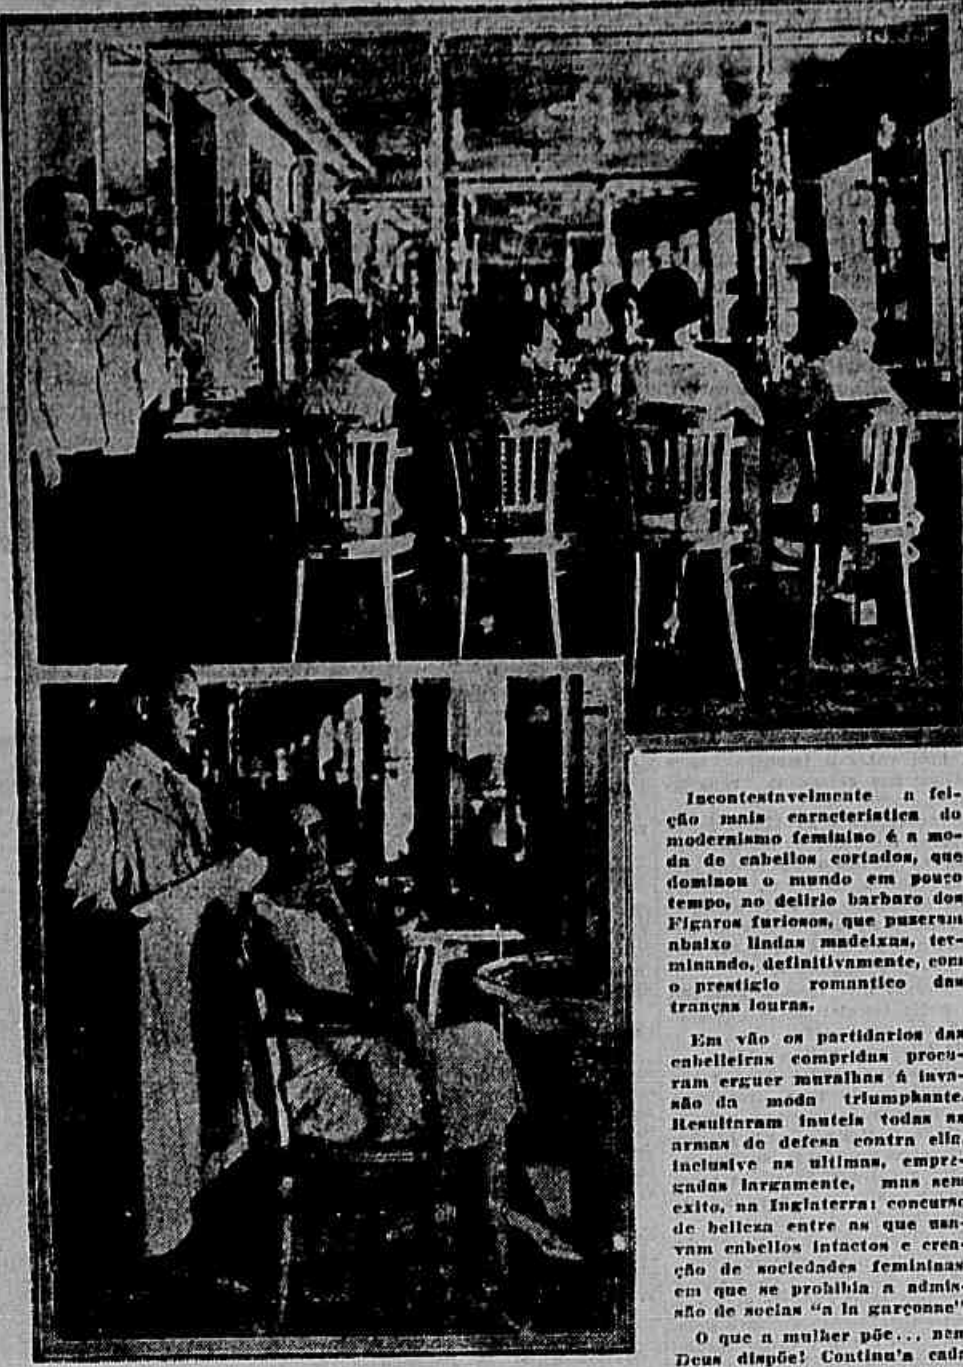 Incontestavelmente a fei-
ção mais caracteristica do
modernismo feminino é a mo-
da de cabellos cortados, que
dominou o mundo em pouco
tempo, no delirio barbaro dos
Figaros furiosos, que puzeram
abaixo lindas madeixas, ter-
minando, definitivamente, com
o prestigio romantico das
tranças louras.
Em vão os partidarios das
cabelleiras compridas procu-
ram erguer muralhas á inva-
são da moda triumphante.
Resultaram inuteis todas as
armas de defesa contra ella,
inclusive as ultimas, empre-
gadas largamente, mas sem
exito, na Inglaterra: concurso
de belleza entre as que usa-
vam cabellos intactos e crea-
ção de sociedades femininas
em que se prohibia a admis-
são de socias "a la garçonne"
O que a mulher põe... nem
Deus dispõe! Continu'a cada